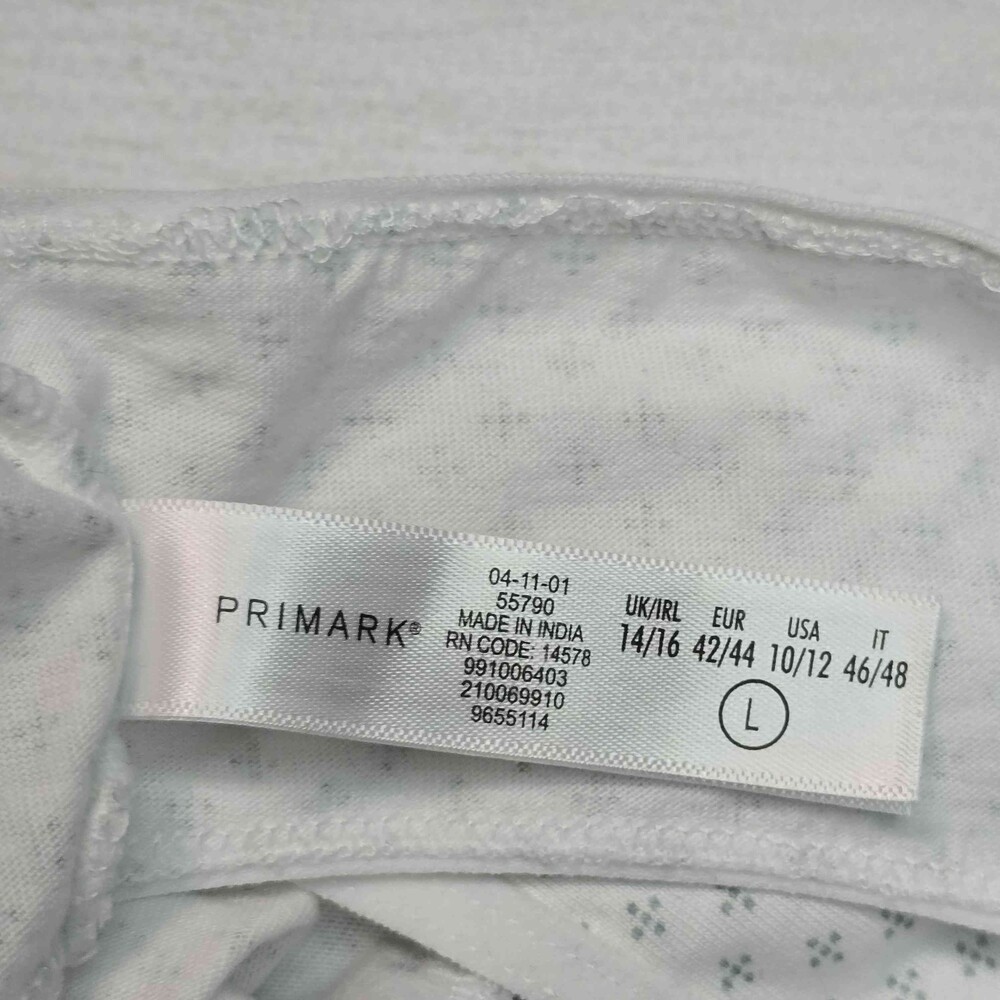 PRIMARK®
04-11-01
55790
MADE IN INDIA
RN CODE: 14578
991006403
210069910
9655114
UK/IRL EUR USA IT
14/16 42/44 10/12 46/48
L